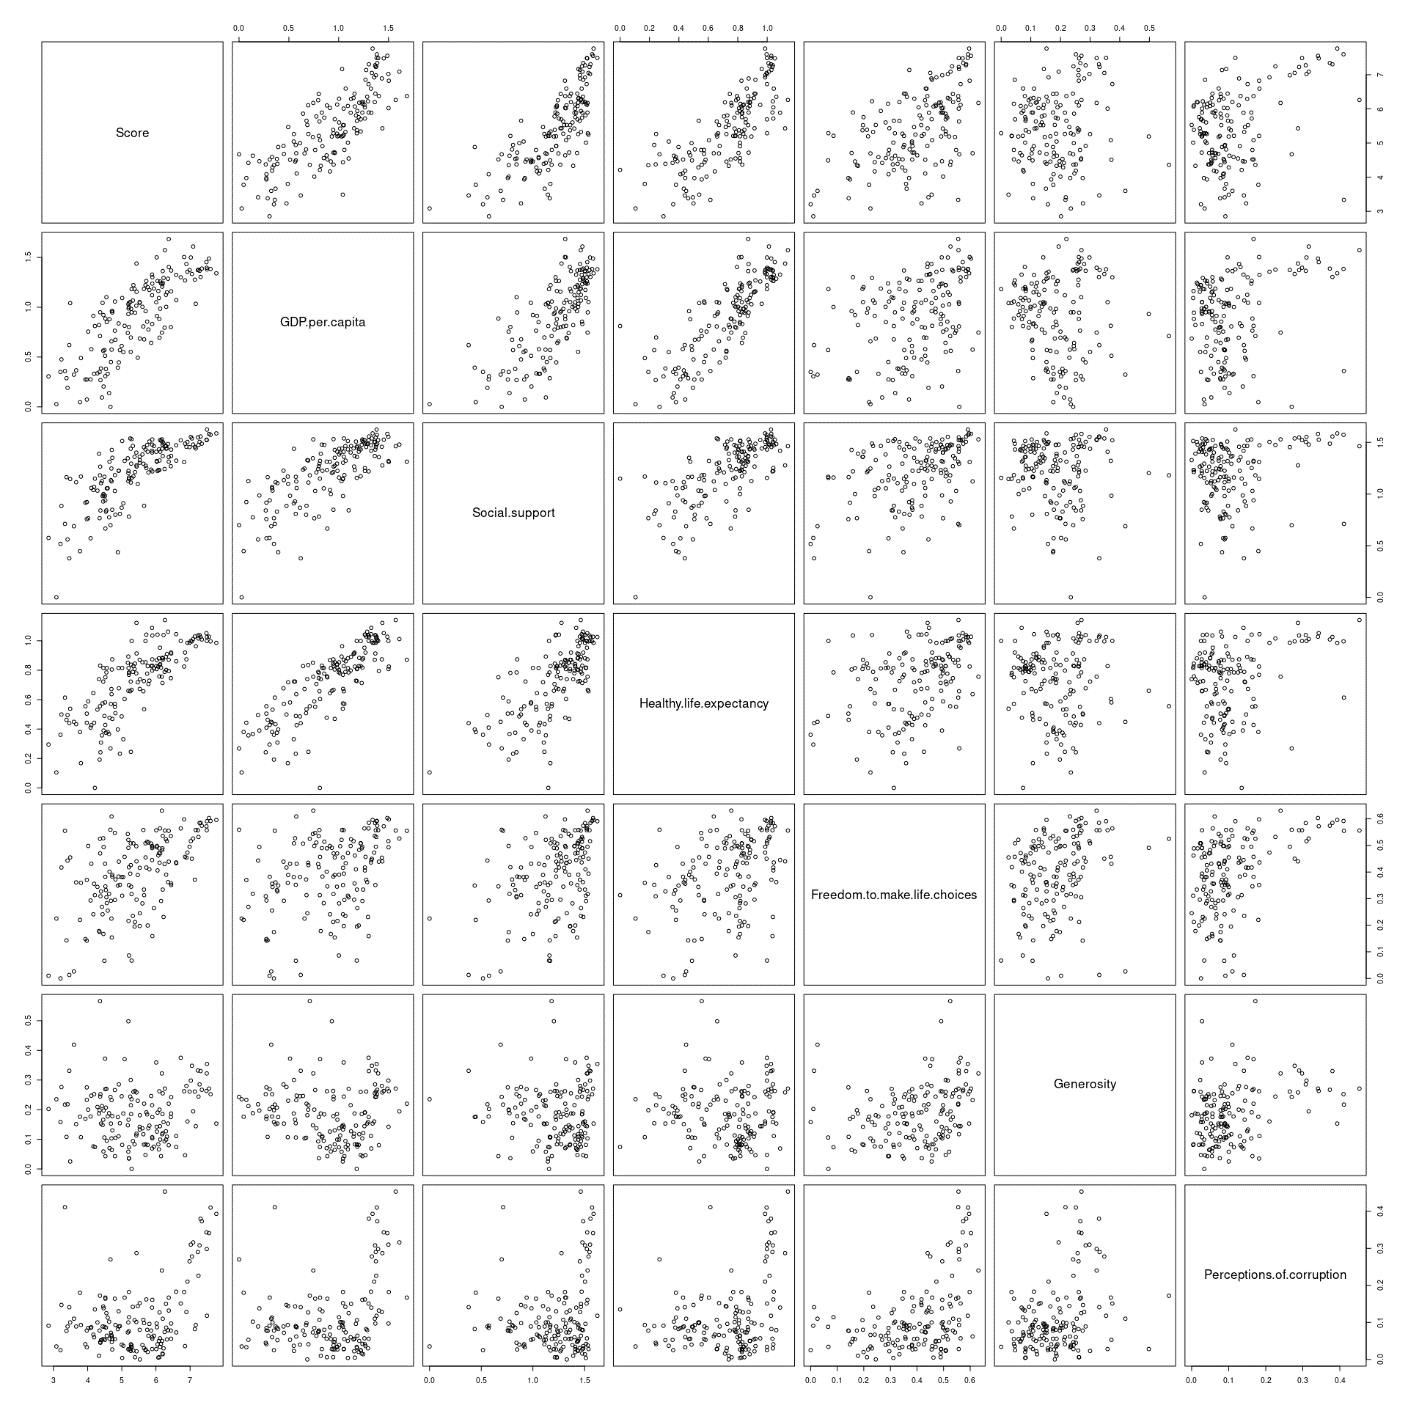 0.0 0.5 1.0 1.5
0.0 0.2 0.4 0.6 0.8 1.0
0.0 0.1 0.2 0.3 0.4 0.5
Score
3 4 5 6 7
0.0 0.5 1.0 1.5
GDP.per.capita
Social.support
0.0 0.5 1.0 1.5
0.0 0.2 0.4 0.6 0.8 1.0
Healthy.life.expectancy
Freedom.to.make.life.choices
0.0 0.1 0.2 0.3 0.4 0.5 0.6
0.0 0.1 0.2 0.3 0.4 0.5
Generosity
Perceptions.of.corruption
0.0 0.1 0.2 0.3 0.4
3 4 5 6 7
0.0 0.5 1.0 1.5
0.0 0.1 0.2 0.3 0.4 0.5 0.6
0.0 0.1 0.2 0.3 0.4